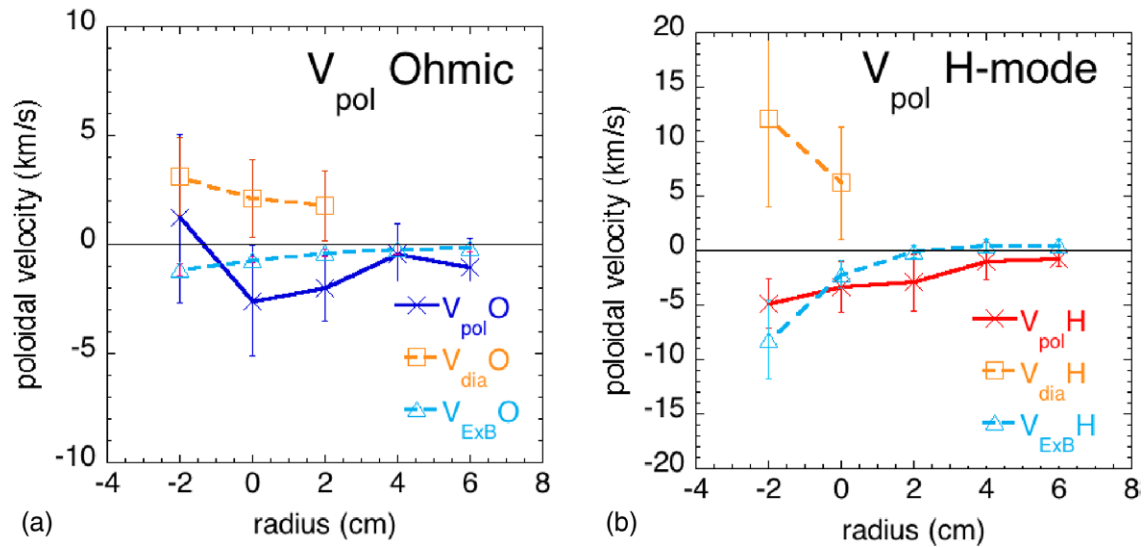 V_pol Ohmic
poloidal velocity (km/s)
10
5
0
-5
-10
-4 -2 0 2 4 6 8
radius (cm)
V_pol O
V_dia O
V_ExB O
(a)
V_pol H-mode
poloidal velocity (km/s)
20
15
10
5
0
-5
-10
-15
-20
-4 -2 0 2 4 6 8
radius (cm)
V_pol H
V_dia H
V_ExB H
(b)